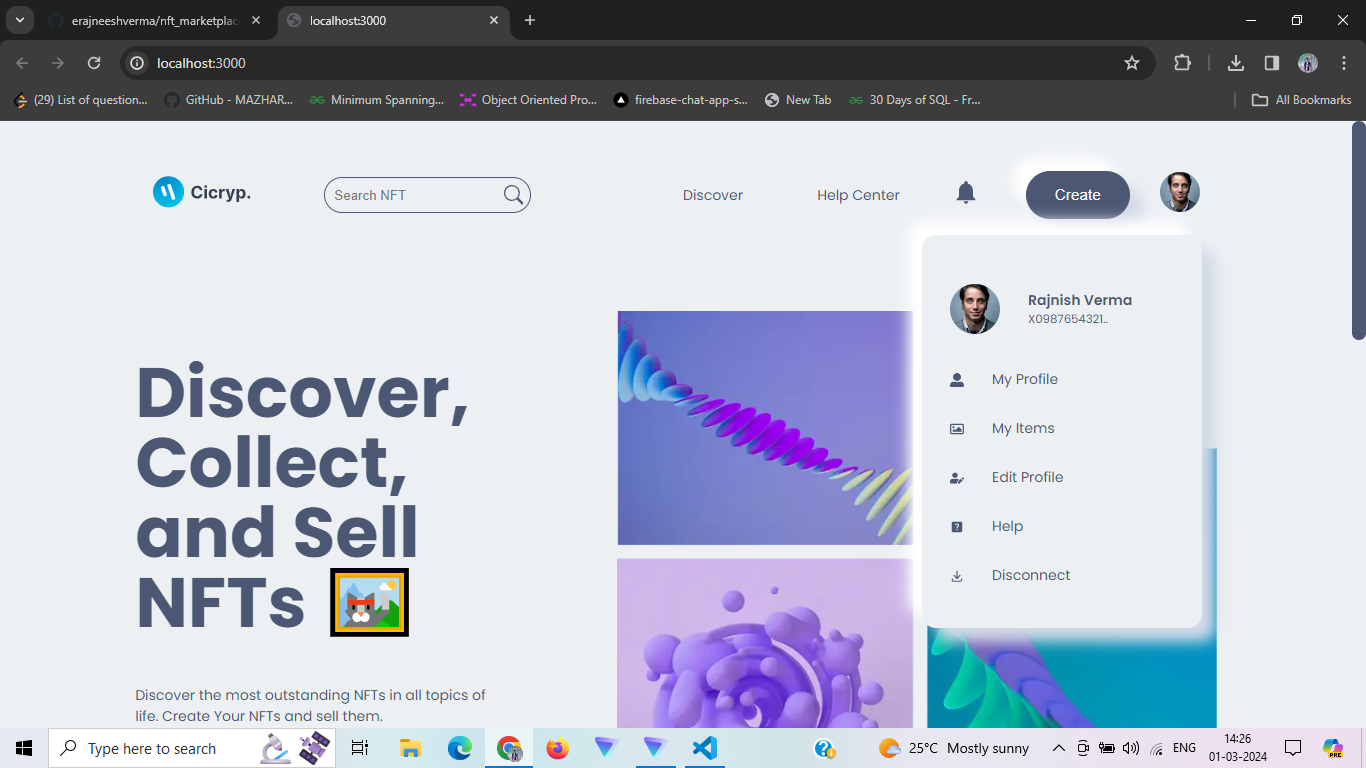 erajneeshverma/nft_marketplac
localhost:3000
localhost:3000
(29) List of question...
GitHub - MAZHAR...
Minimum Spanning...
Object Oriented Pro...
firebase-chat-app-s...
New Tab
30 Days of SQL - Fr...
All Bookmarks
Cicryp.
Search NFT
Discover
Help Center
Create
Rajnish Verma
X0987654321..
My Profile
My Items
Edit Profile
Help
Disconnect
Discover,
Collect,
and Sell
NFTs
Discover the most outstanding NFTs in all topics of
life. Create Your NFTs and sell them.
Type here to search
25°C Mostly sunny
ENG
14:26
01-03-2024
PRE